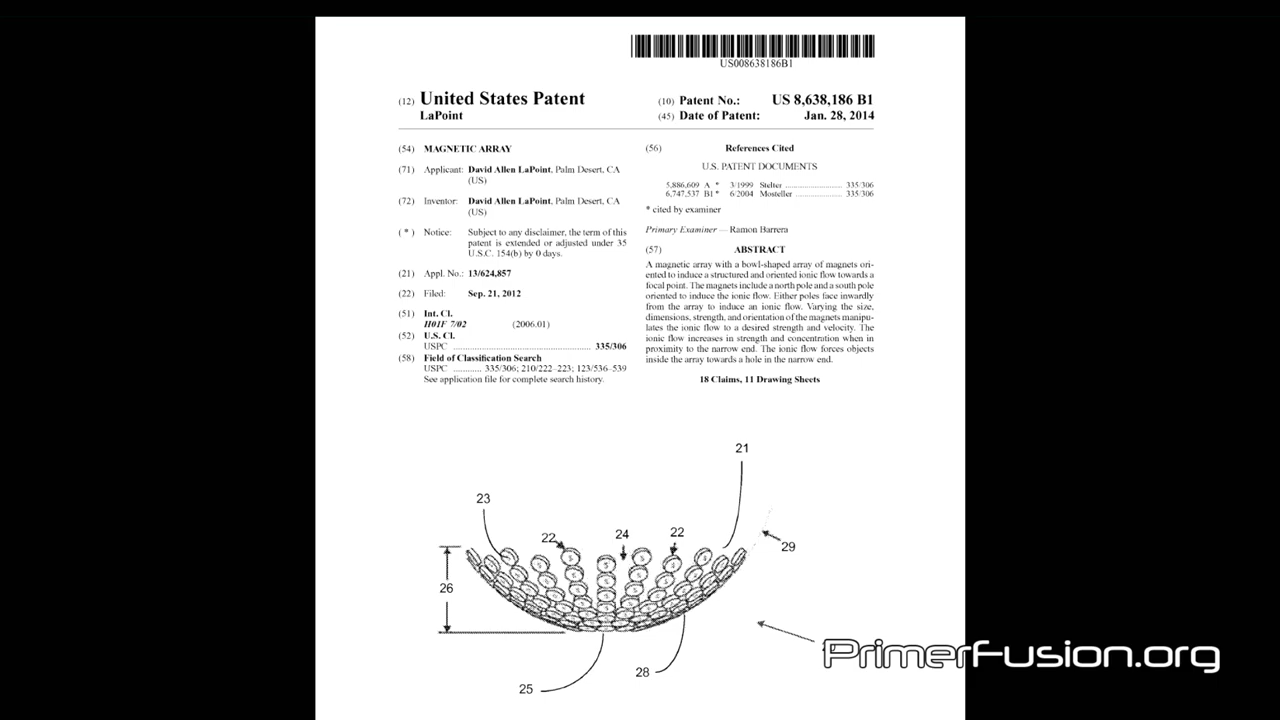 US008638186B1
(12) United States Patent
LaPoint
(10) Patent No.: US 8,638,186 B1
(45) Date of Patent: Jan. 28, 2014
(54) MAGNETIC ARRAY
(71) Applicant: David Allen LaPoint, Palm Desert, CA
(US)
(72) Inventor: David Allen LaPoint, Palm Desert, CA
(US)
( * ) Notice: Subject to any disclaimer, the term of this
patent is extended or adjusted under 35
U.S.C. 154(b) by 0 days.
(21) Appl. No.: 13/624,857
(22) Filed: Sep. 21, 2012
(51) Int. Cl.
H01F 7/02 (2006.01)
(52) U.S. Cl.
USPC ........................................................ 335/306
(58) Field of Classification Search
USPC ............ 335/306; 210/222–223; 123/536–539
See application file for complete search history.
(56) References Cited
U.S. PATENT DOCUMENTS
5,886,609 A * 3/1999 Stelter ........................ 335/306
6,747,537 B1 * 6/2004 Mosteller ................... 335/306
* cited by examiner
Primary Examiner — Ramon Barrera
(57) ABSTRACT
A magnetic array with a bowl-shaped array of magnets ori-
ented to induce a structured and oriented ionic flow towards a
focal point. The magnets include a north pole and a south pole
oriented to induce the ionic flow. Either poles face inwardly
from the array to induce an ionic flow. Varying the size,
dimensions, strength, and orientation of the magnets manipu-
lates the ionic flow to a desired strength and velocity. The
ionic flow increases in strength and concentration when in
proximity to the narrow end. The ionic flow forces objects
inside the array towards a hole in the narrow end.
18 Claims, 11 Drawing Sheets
21
23
22
24
22
29
26
28
25
PrimerFusion.org